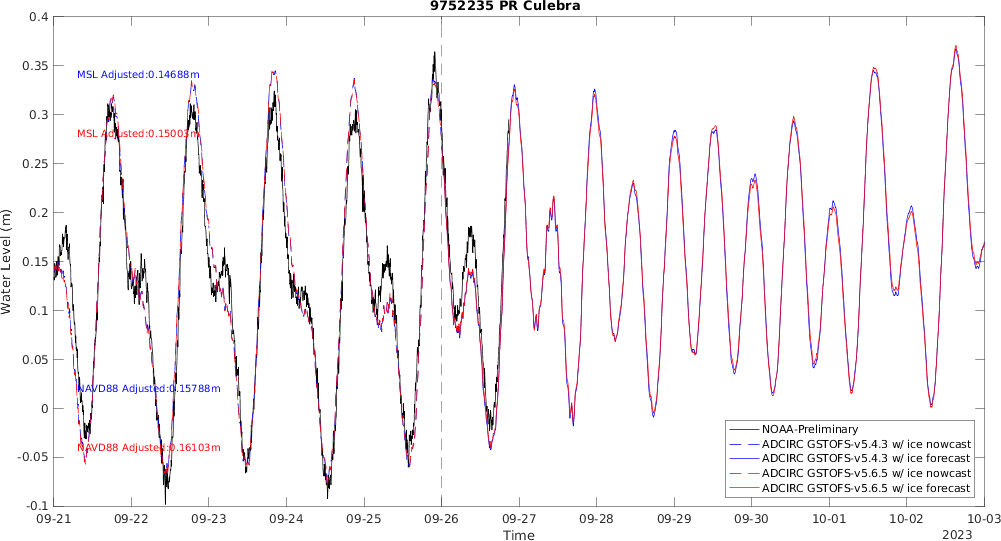 9752235 PR Culebra
0.4
0.35
0.3
0.25
0.2
0.15
0.1
0.05
0
-0.05
-0.1
Water Level (m)
MSL Adjusted:0.14688m
MSL Adjusted:0.15003m
NAVD88 Adjusted:0.15788m
NAVD88 Adjusted:0.16103m
NOAA-Preliminary
ADCIRC GSTOFS-v5.4.3 w/ ice nowcast
ADCIRC GSTOFS-v5.4.3 w/ ice forecast
ADCIRC GSTOFS-v5.6.5 w/ ice nowcast
ADCIRC GSTOFS-v5.6.5 w/ ice forecast
09-21 09-22 09-23 09-24 09-25 09-26 09-27 09-28 09-29 09-30 10-01 10-02 10-03
Time
2023